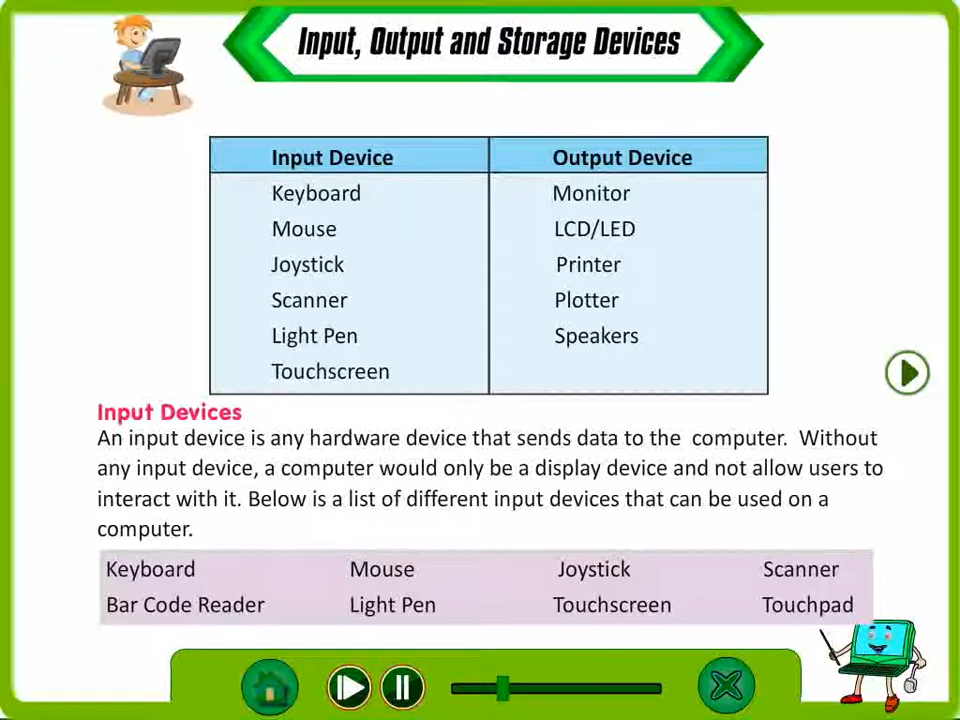 Input, Output and Storage Devices
Input Device Output Device
Keyboard Monitor
Mouse LCD/LED
Joystick Printer
Scanner Plotter
Light Pen Speakers
Touchscreen
Input Devices
An input device is any hardware device that sends data to the computer. Without
any input device, a computer would only be a display device and not allow users to
interact with it. Below is a list of different input devices that can be used on a
computer.
Keyboard Mouse Joystick Scanner
Bar Code Reader Light Pen Touchscreen Touchpad